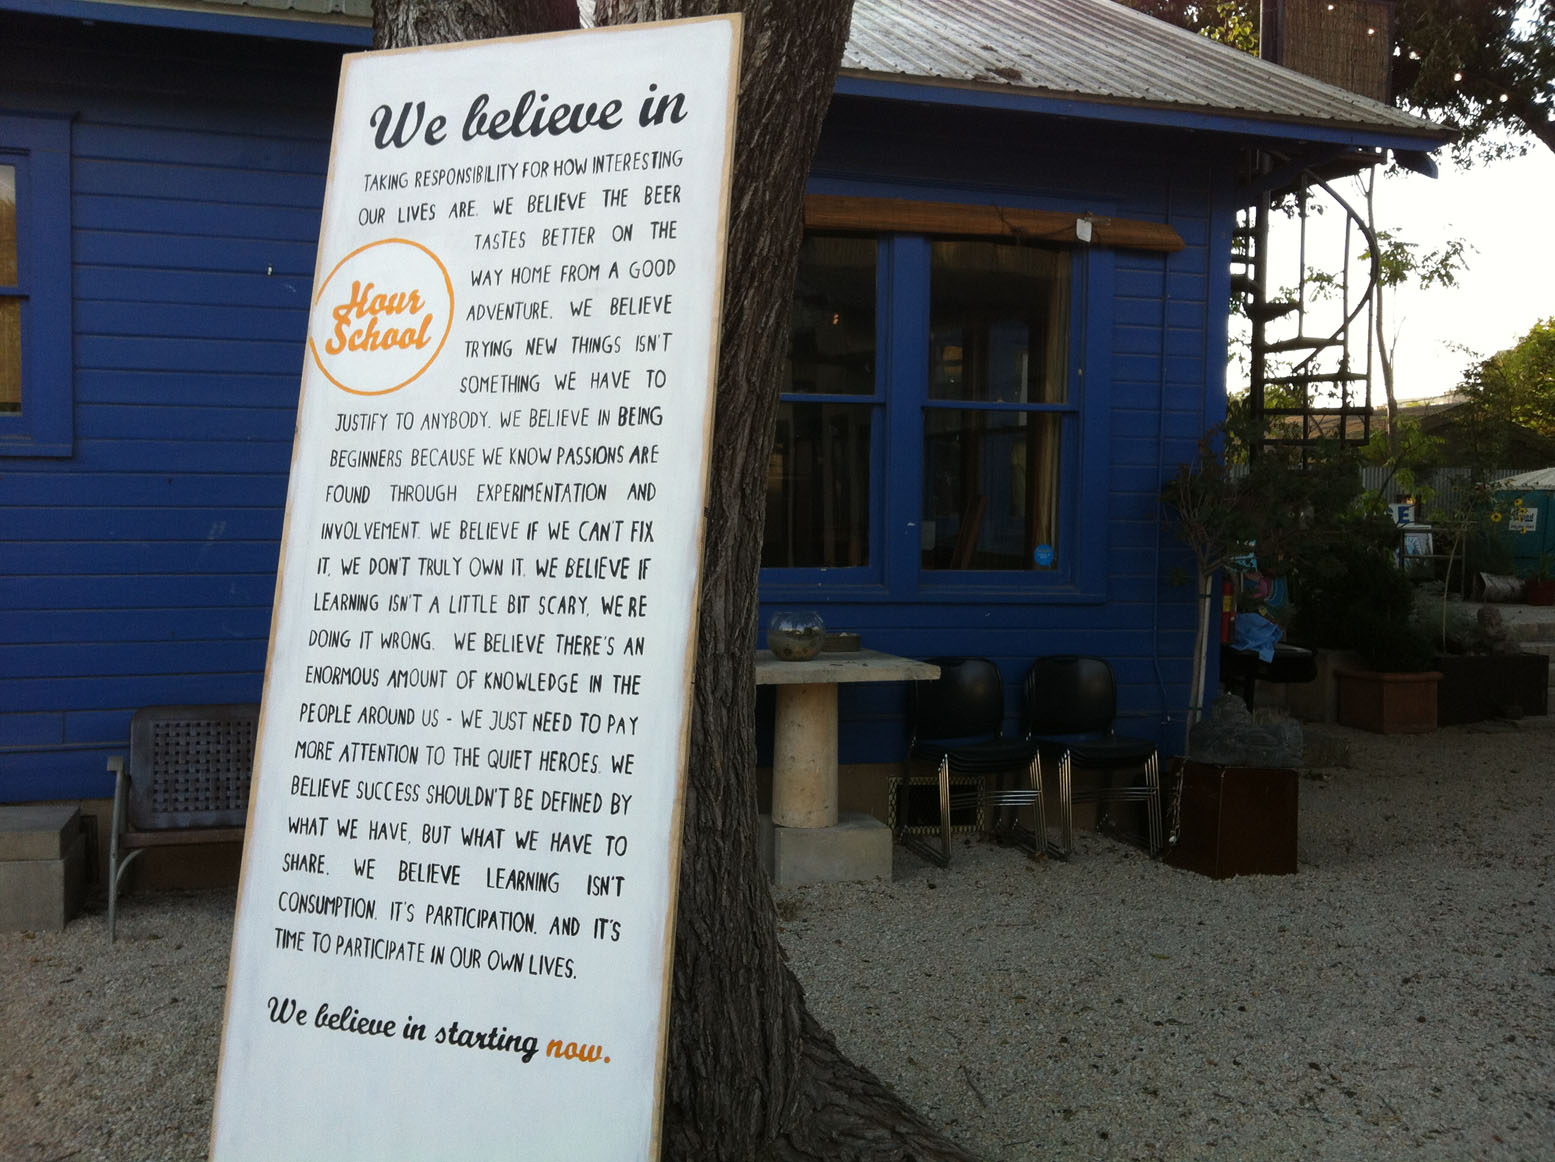 We believe in
TAKING RESPONSIBILITY FOR HOW INTERESTING
OUR LIVES ARE. WE BELIEVE THE BEER
TASTES BETTER ON THE
WAY HOME FROM A GOOD
ADVENTURE. WE BELIEVE
TRYING NEW THINGS ISN'T
SOMETHING WE HAVE TO
Hour
School
JUSTIFY TO ANYBODY. WE BELIEVE IN BEING
BEGINNERS BECAUSE WE KNOW PASSIONS ARE
FOUND THROUGH EXPERIMENTATION AND
INVOLVEMENT. WE BELIEVE IF WE CAN'T FIX
IT, WE DON'T TRULY OWN IT. WE BELIEVE IF
LEARNING ISN'T A LITTLE BIT SCARY, WE'RE
DOING IT WRONG. WE BELIEVE THERE'S AN
ENORMOUS AMOUNT OF KNOWLEDGE IN THE
PEOPLE AROUND US - WE JUST NEED TO PAY
MORE ATTENTION TO THE QUIET HEROES. WE
BELIEVE SUCCESS SHOULDN'T BE DEFINED BY
WHAT WE HAVE, BUT WHAT WE HAVE TO
SHARE. WE BELIEVE LEARNING ISN'T
CONSUMPTION. IT'S PARTICIPATION. AND IT'S
TIME TO PARTICIPATE IN OUR OWN LIVES.
We believe in starting now.